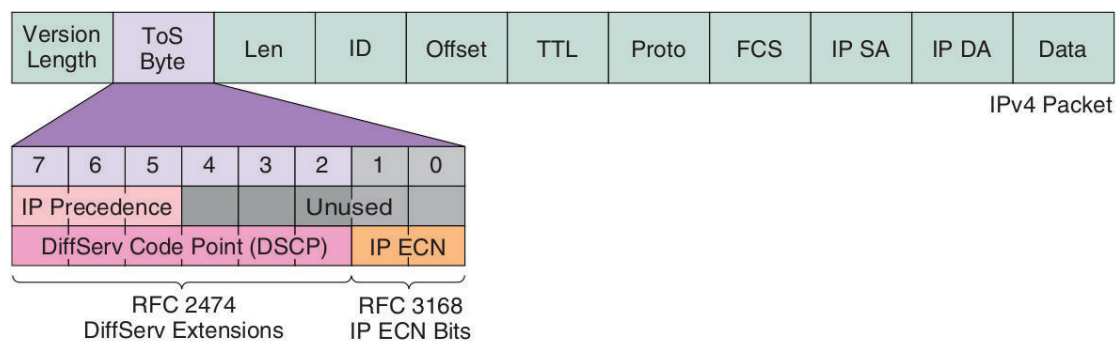 Version Length ToS Byte Len ID Offset TTL Proto FCS IP SA IP DA Data
IPv4 Packet
7 6 5 4 3 2 1 0
IP Precedence Unused
DiffServ Code Point (DSCP) IP ECN
RFC 2474 RFC 3168
DiffServ Extensions IP ECN Bits